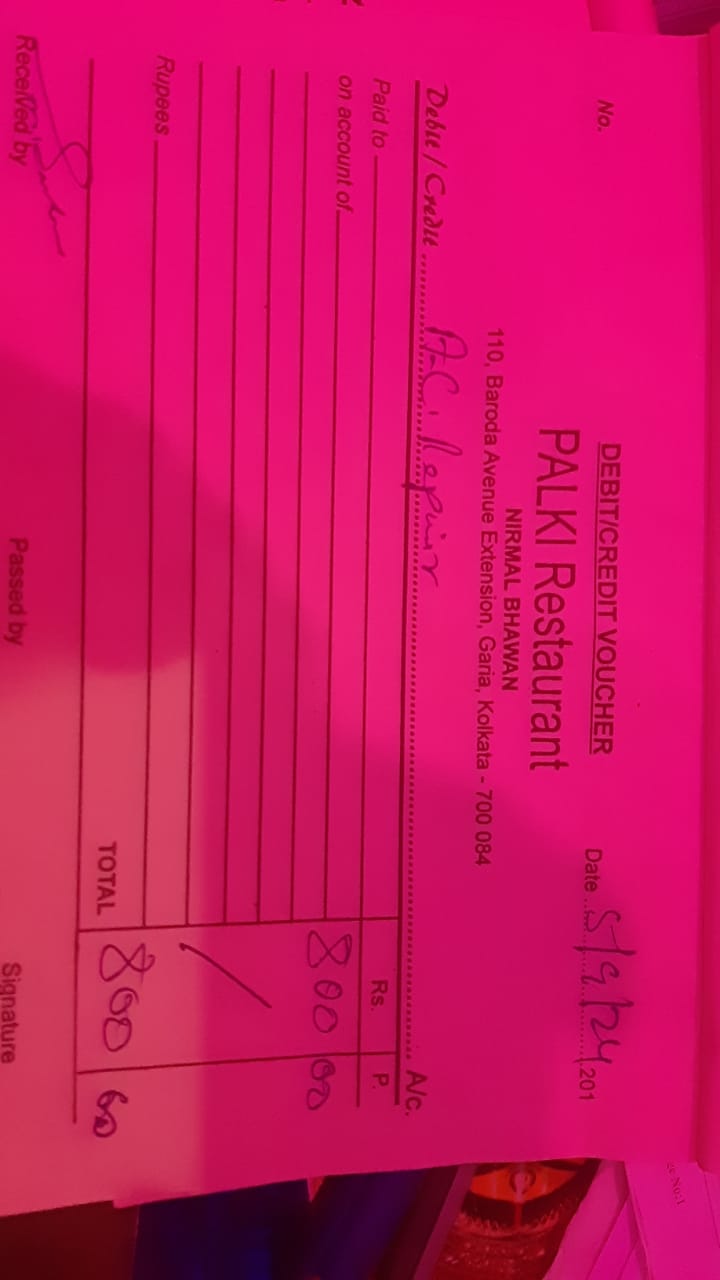 DEBIT/CREDIT VOUCHER
No. Date 5/9/24 201
PALKI Restaurant
NIRMAL BHAWAN
110, Baroda Avenue Extension, Garia, Kolkata - 700 084
Debit / Credit A.C. Repair A/c.
Paid to Rs. P.
on account of 800 00
Rupees
TOTAL 800 00
Received by Passed by Signature